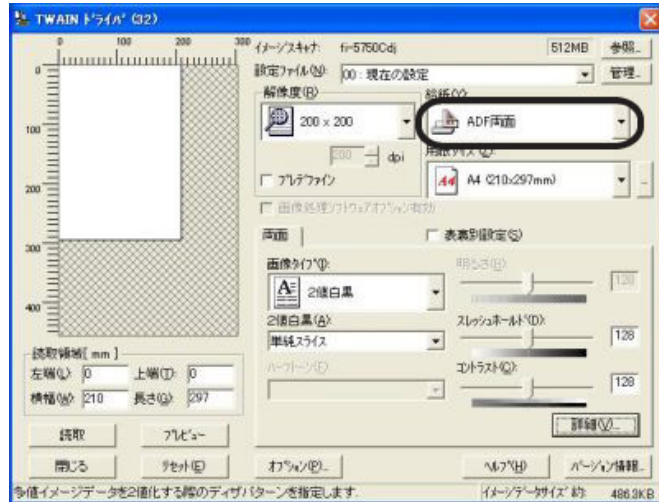 TWAIN ﾄﾞﾗｲﾊﾞ (32)
0 100 200 300
0
100
200
300
400
ｲﾒｰｼﾞｽｷｬﾅ: fi-5750Cdj 512MB 参照...
設定ファイル(N): 00 : 現在の設定 管理...
解像度(R) 給紙(Y)
200 × 200 ADF両面
200 dpi 用紙サイズ(Z):
ﾌﾟﾘﾃﾞﾌｧｲﾝ A4 (210x297mm) ...
画像処理ｿﾌﾄｳｪｱｵﾌﾟｼｮﾝ有効
両面 表裏別設定(S)
画像ﾀｲﾌﾟ(I): 明るさ(H):
2値白黒 128
2値白黒(A): ｽﾚｯｼｭﾎｰﾙﾄﾞ(D):
単純スライス 128
ﾊｰﾌﾄｰﾝ(F): ｺﾝﾄﾗｽﾄ(C):
128
読取領域[ mm ]
左端(L): 0 上端(T): 0
横幅(W): 210 長さ(G): 297
詳細(V)...
読取 ﾌﾟﾚﾋﾞｭｰ
閉じる ﾘｾｯﾄ(E) ｵﾌﾟｼｮﾝ(P)... ﾍﾙﾌﾟ(H) ﾊﾞｰｼﾞｮﾝ情報...
多値イメージデータを2値化する際のディザパターンを指定します. ｲﾒｰｼﾞﾃﾞｰﾀｻｲｽﾞ約: 486.3KB